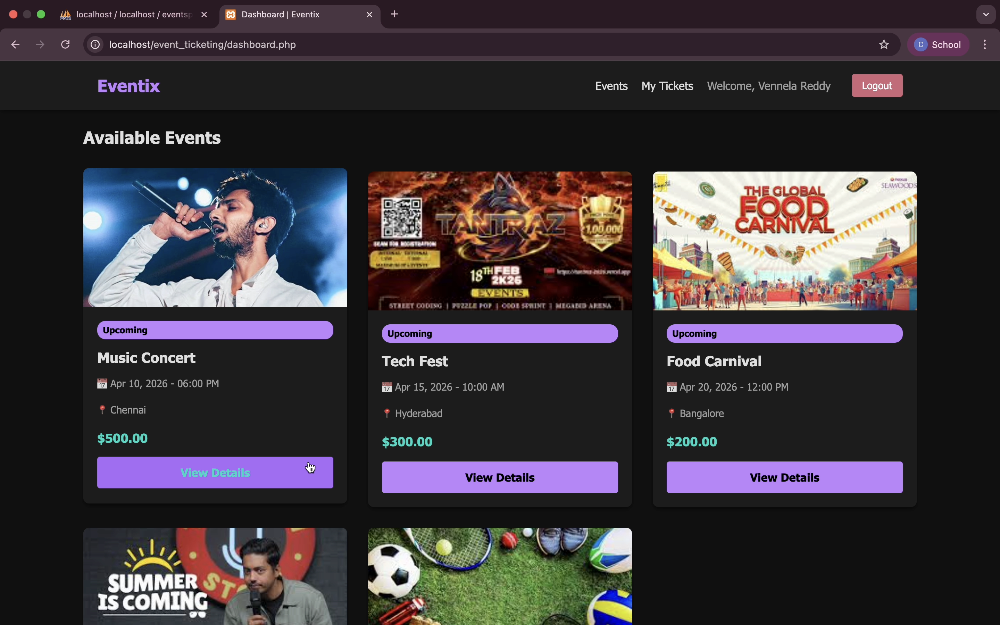 localhost / localhost / eventsp
Dashboard | Eventix
localhost/event_ticketing/dashboard.php
C
School
Eventix
Events
My Tickets
Welcome, Vennela Reddy
Logout
Available Events
TANTRAZ
1,00,000
SCAN FOR REGISTRATION
18TH FEB
2K26
EVENTS
STREET CODING | PUZZLE POP | CODE SPRINT | MEGABID ARENA
nexus
SEAWOODS
THE GLOBAL
FOOD
CARNIVAL
Upcoming
Music Concert
17 Apr 10, 2026 - 06:00 PM
Chennai
$500.00
View Details
Upcoming
Tech Fest
17 Apr 15, 2026 - 10:00 AM
Hyderabad
$300.00
View Details
Upcoming
Food Carnival
17 Apr 20, 2026 - 12:00 PM
Bangalore
$200.00
View Details
SUMMER
IS COMING